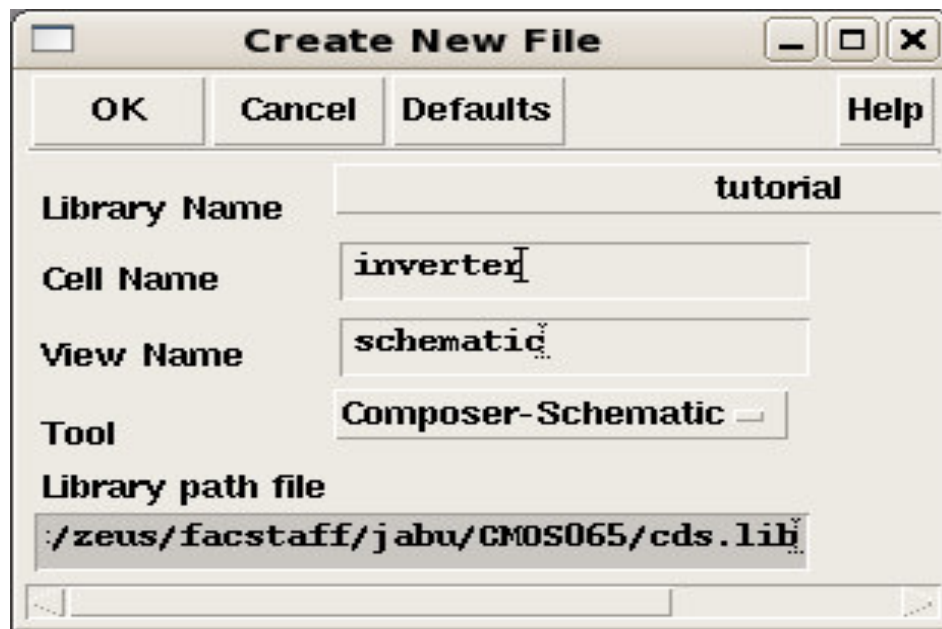 Create New File
OK Cancel Defaults Help
Library Name tutorial
Cell Name inverter
View Name schematic
Tool Composer-Schematic
Library path file
:/zeus/facstaff/jabu/CMOS065/cds.lib